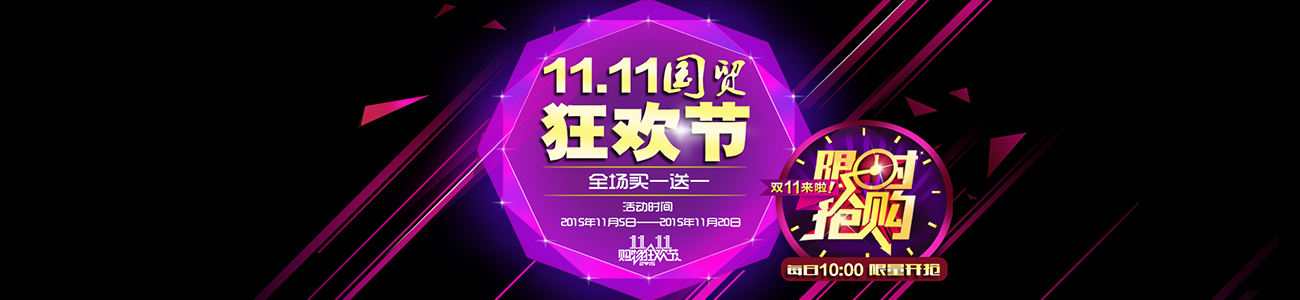 11.11国贸
狂欢节
全场买一送一
活动时间
2015年11月5日——2015年11月20日
11.11
购物狂欢节
2015
限时
双11来啦!
抢购
每日10:00 限量开抢